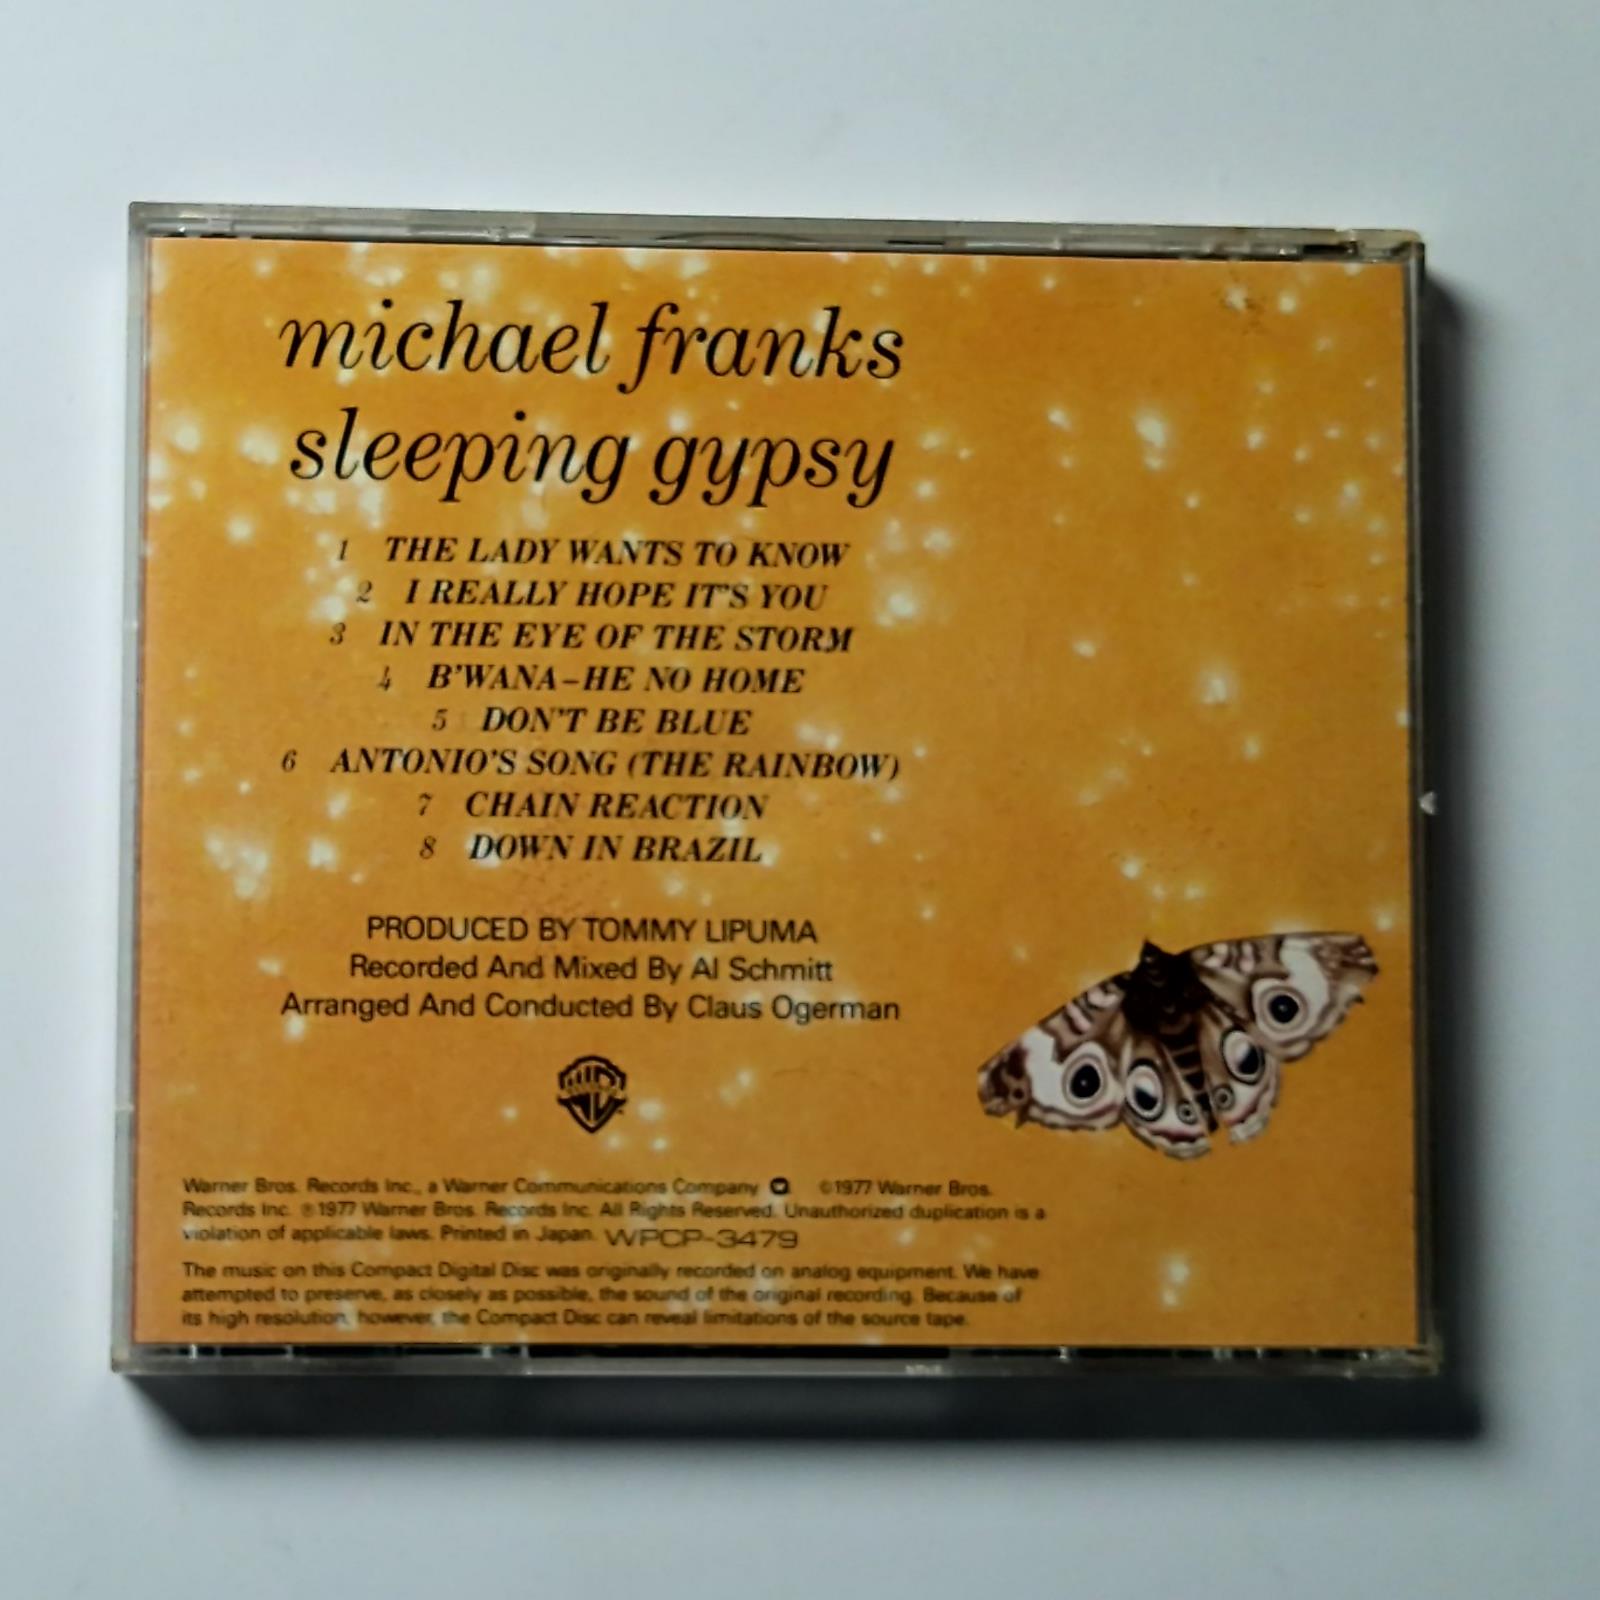 michael franks
sleeping gypsy
1 THE LADY WANTS TO KNOW
2 I REALLY HOPE IT'S YOU
3 IN THE EYE OF THE STORM
4 B'WANA–HE NO HOME
5 DON'T BE BLUE
6 ANTONIO'S SONG (THE RAINBOW)
7 CHAIN REACTION
8 DOWN IN BRAZIL
PRODUCED BY TOMMY LIPUMA
Recorded And Mixed By Al Schmitt
Arranged And Conducted By Claus Ogerman
Warner Bros. Records Inc., a Warner Communications Company ©1977 Warner Bros.
Records Inc. ℗1977 Warner Bros. Records Inc. All Rights Reserved. Unauthorized duplication is a
violation of applicable laws. Printed in Japan. WPCP-3479
The music on this Compact Digital Disc was originally recorded on analog equipment. We have
attempted to preserve, as closely as possible, the sound of the original recording. Because of
its high resolution, however, the Compact Disc can reveal limitations of the source tape.